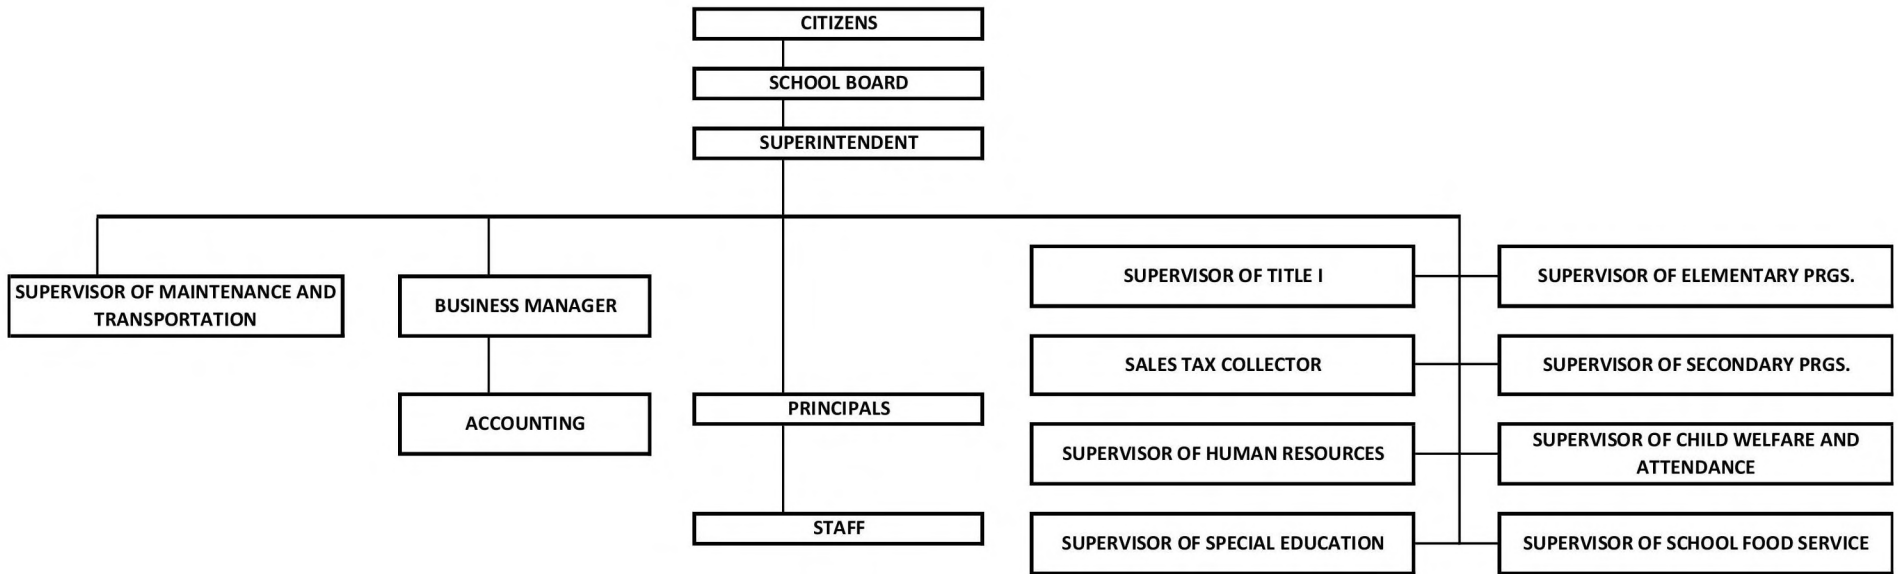 CITIZENS
SCHOOL BOARD
SUPERINTENDENT
SUPERVISOR OF MAINTENANCE AND
TRANSPORTATION
BUSINESS MANAGER
ACCOUNTING
PRINCIPALS
STAFF
SUPERVISOR OF TITLE I
SUPERVISOR OF ELEMENTARY PRGS.
SALES TAX COLLECTOR
SUPERVISOR OF SECONDARY PRGS.
SUPERVISOR OF HUMAN RESOURCES
SUPERVISOR OF CHILD WELFARE AND
ATTENDANCE
SUPERVISOR OF SPECIAL EDUCATION
SUPERVISOR OF SCHOOL FOOD SERVICE